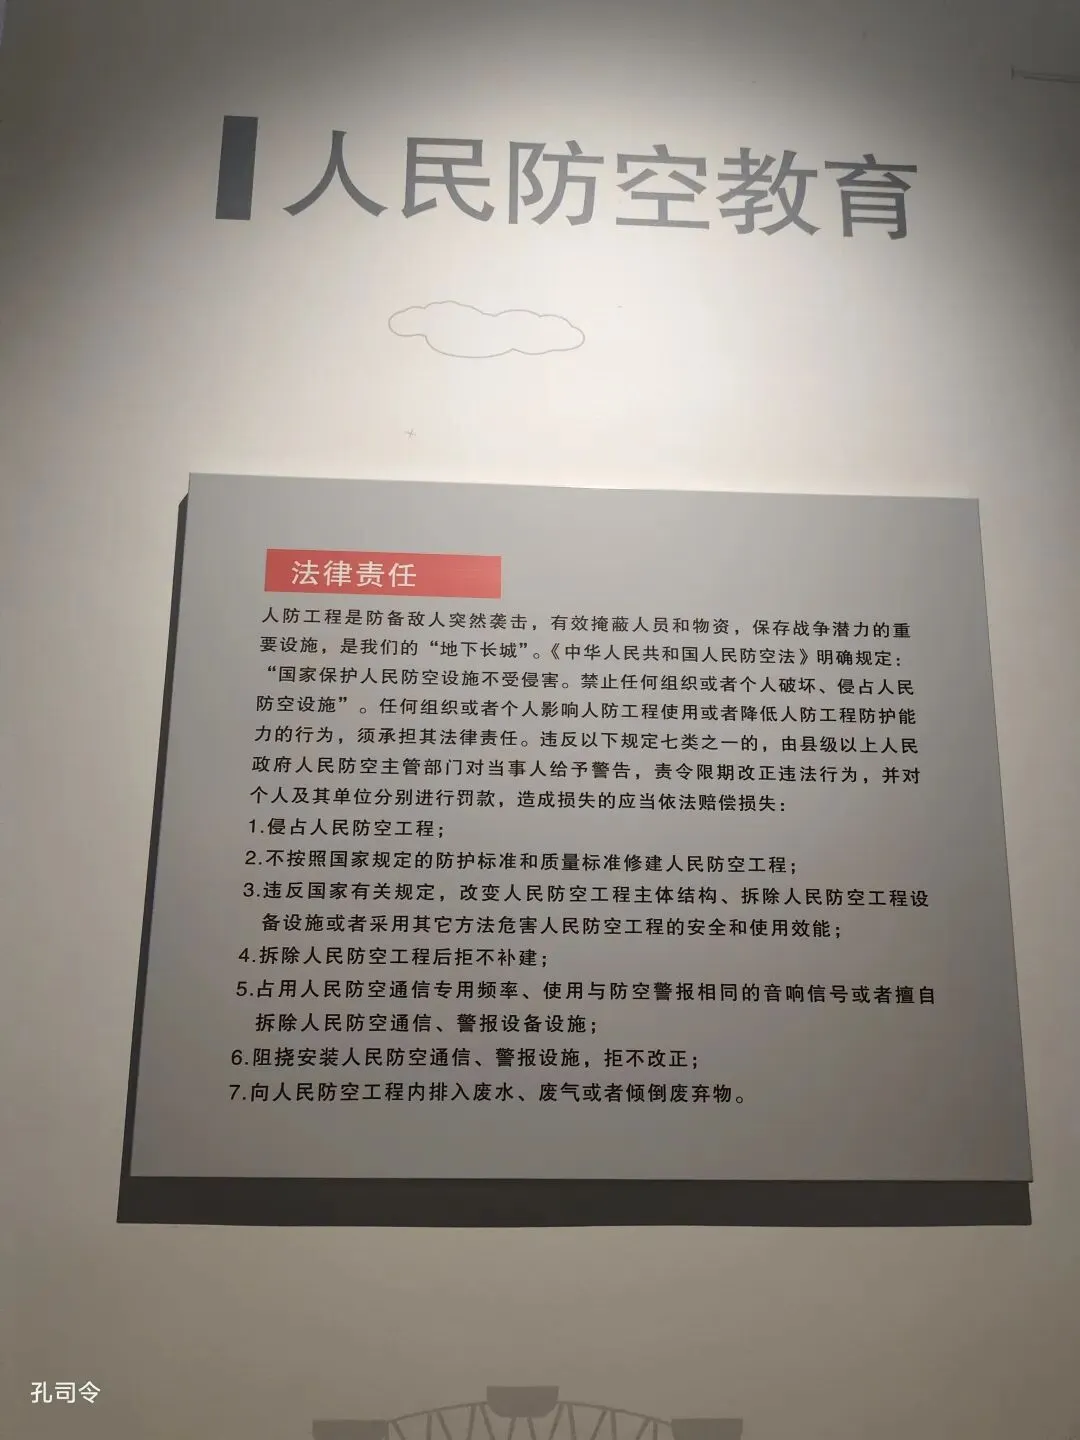 人民防空教育
法律责任
人防工程是防备敌人突然袭击，有效掩蔽人员和物资，保存战争潜力的重
要设施，是我们的“地下长城”。《中华人民共和国人民防空法》明确规定：
“国家保护人民防空设施不受侵害。禁止任何组织或者个人破坏、侵占人民
防空设施”。任何组织或者个人影响人防工程使用或者降低人防工程防护能
力的行为，须承担其法律责任。违反以下规定七类之一的，由县级以上人民
政府人民防空主管部门对当事人给予警告，责令限期改正违法行为，并对
个人及其单位分别进行罚款，造成损失的应当依法赔偿损失：
1.侵占人民防空工程；
2.不按照国家规定的防护标准和质量标准修建人民防空工程；
3.违反国家有关规定，改变人民防空工程主体结构、拆除人民防空工程设
备设施或者采用其它方法危害人民防空工程的安全和使用效能；
4.拆除人民防空工程后拒不补建；
5.占用人民防空通信专用频率、使用与防空警报相同的音响信号或者擅自
拆除人民防空通信、警报设备设施；
6.阻挠安装人民防空通信、警报设施，拒不改正；
7.向人民防空工程内排入废水、废气或者倾倒废弃物。
孔司令